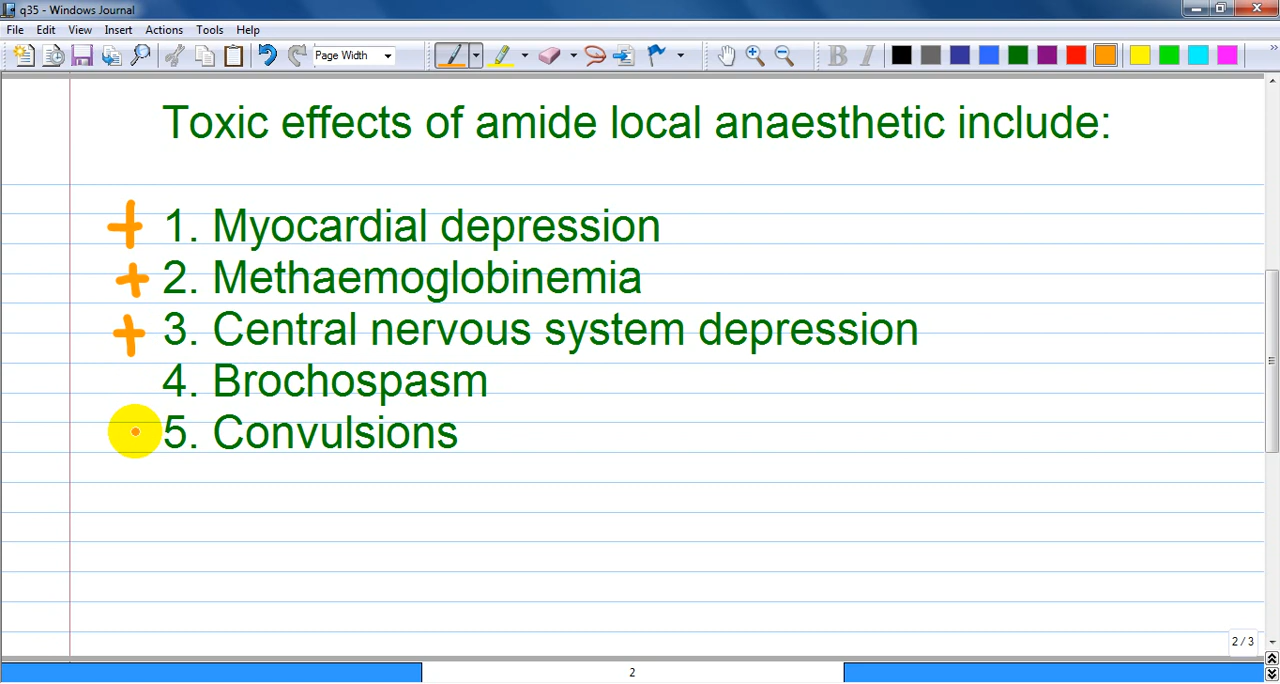 q35 - Windows Journal
File Edit View Insert Actions Tools Help
Page Width B I
Toxic effects of amide local anaesthetic include:
+ 1. Myocardial depression
+ 2. Methaemoglobinemia
+ 3. Central nervous system depression
4. Brochospasm
5. Convulsions
2 / 3
2